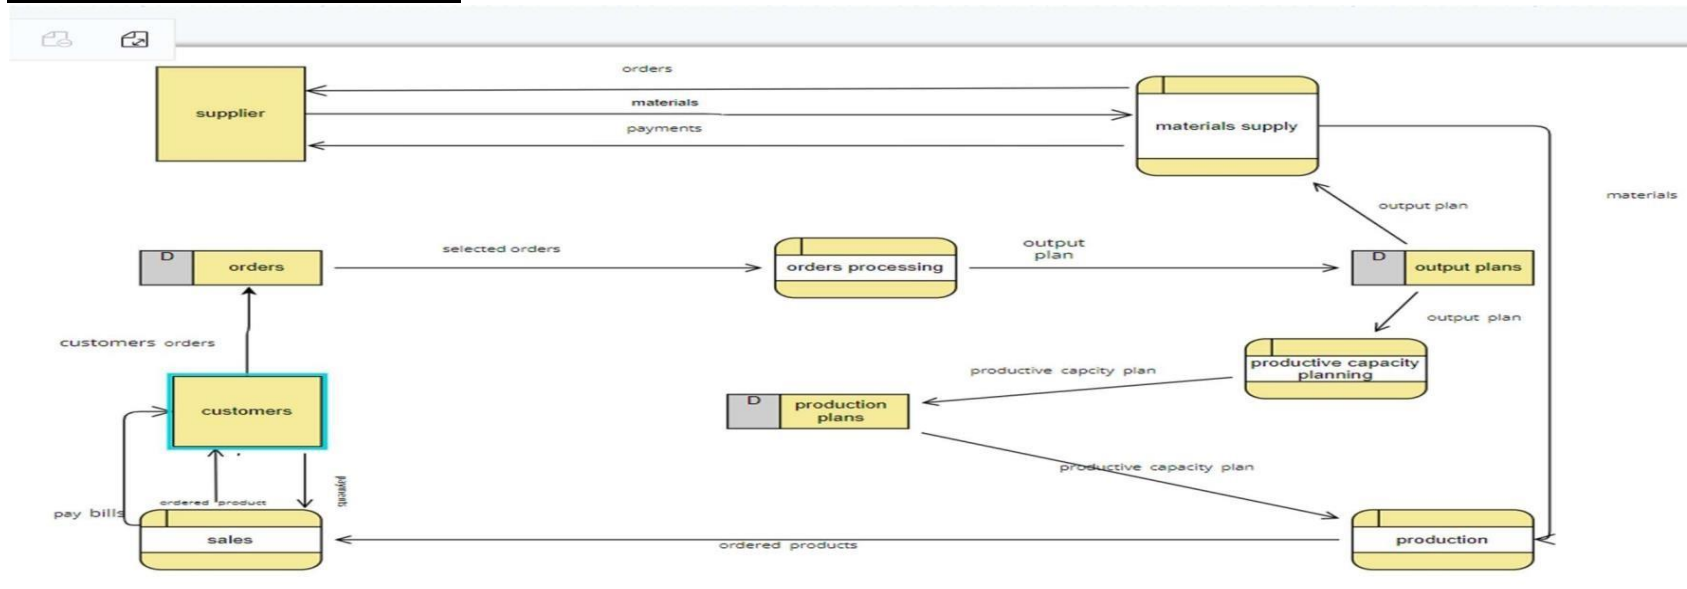 orders
supplier
materials
materials supply
payments
materials
output plan
selected orders
output
plan
D
orders
orders processing
D
output plans
output plan
customers orders
productive capacity
planning
productive capcity plan
customers
D
production
plans
productive capacity plan
payments
ordered product
pay bills
sales
ordered products
production